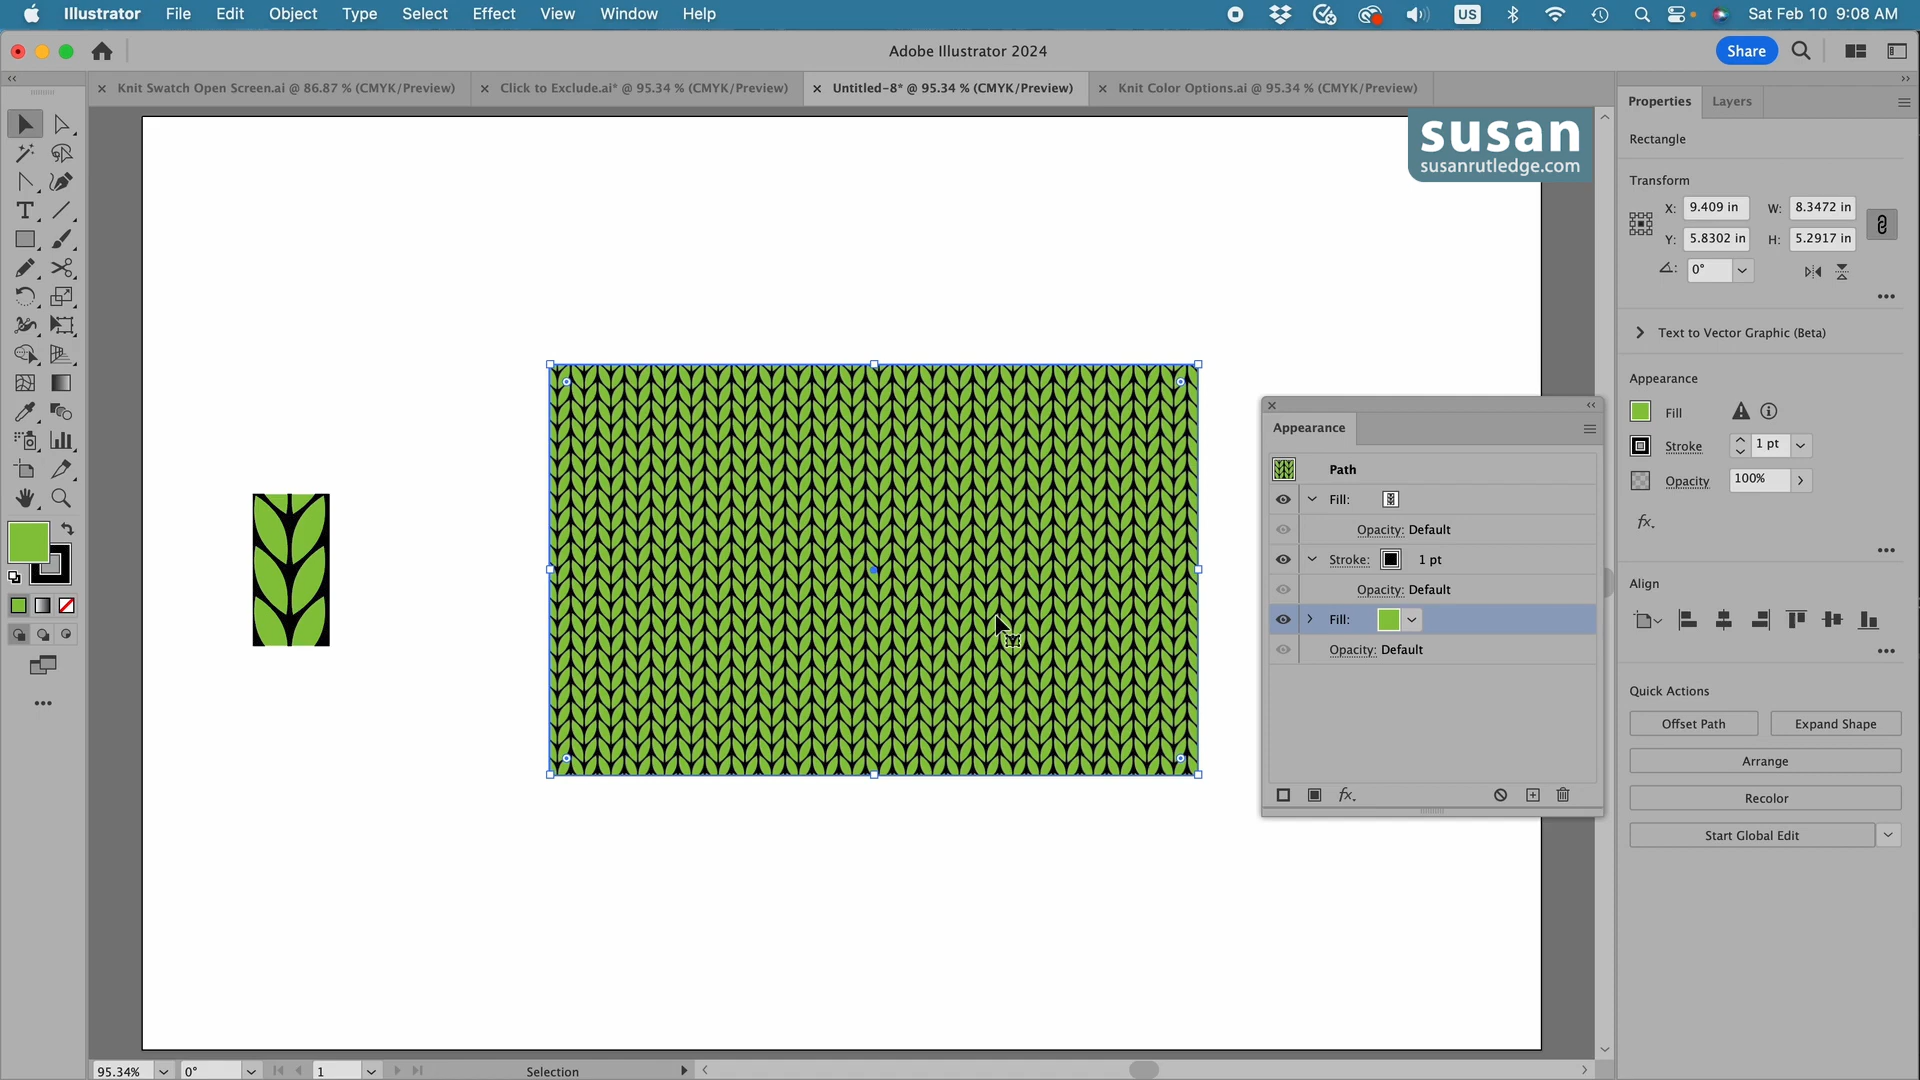 Illustrator File Edit Object Type Select Effect View Window Help US Sat Feb 10 9:08 AM
Adobe Illustrator 2024 Share
Knit Swatch Open Screen.ai @ 86.87 % (CMYK/Preview) Click to Exclude.ai* @ 95.34 % (CMYK/Preview) Untitled-8* @ 95.34 % (CMYK/Preview) Knit Color Options.ai @ 95.34 % (CMYK/Preview)
Properties Layers
susan
susanrutledge.com
Rectangle
Transform
X: 9.409 in W: 8.3472 in
Y: 5.8302 in H: 5.2917 in
0°
Text to Vector Graphic (Beta)
Appearance
Fill
Stroke 1 pt
Opacity 100%
fx.
Align
Quick Actions
Offset Path Expand Shape
Arrange
Recolor
Start Global Edit
Appearance
Path
Fill:
Opacity: Default
Stroke: 1 pt
Opacity: Default
Fill:
Opacity: Default
fx.
95.34% 0° 1 Selection